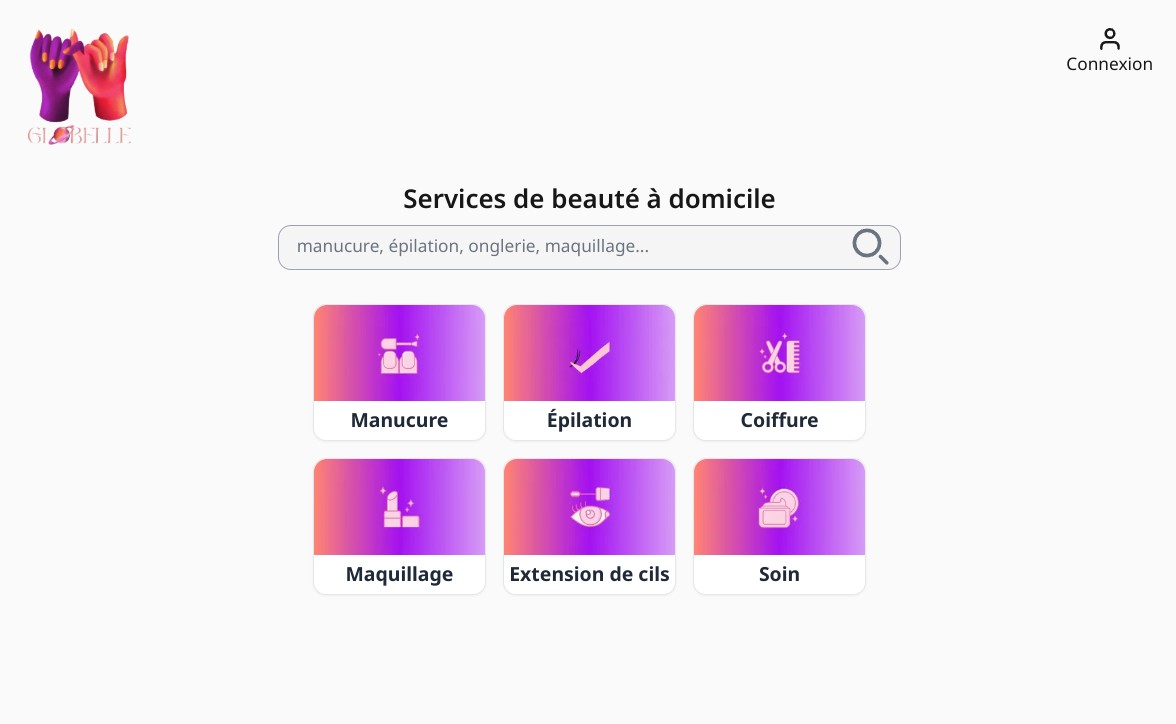 GLOBELLE
Connexion
Services de beauté à domicile
manucure, épilation, onglerie, maquillage...
Manucure
Épilation
Coiffure
Maquillage
Extension de cils
Soin